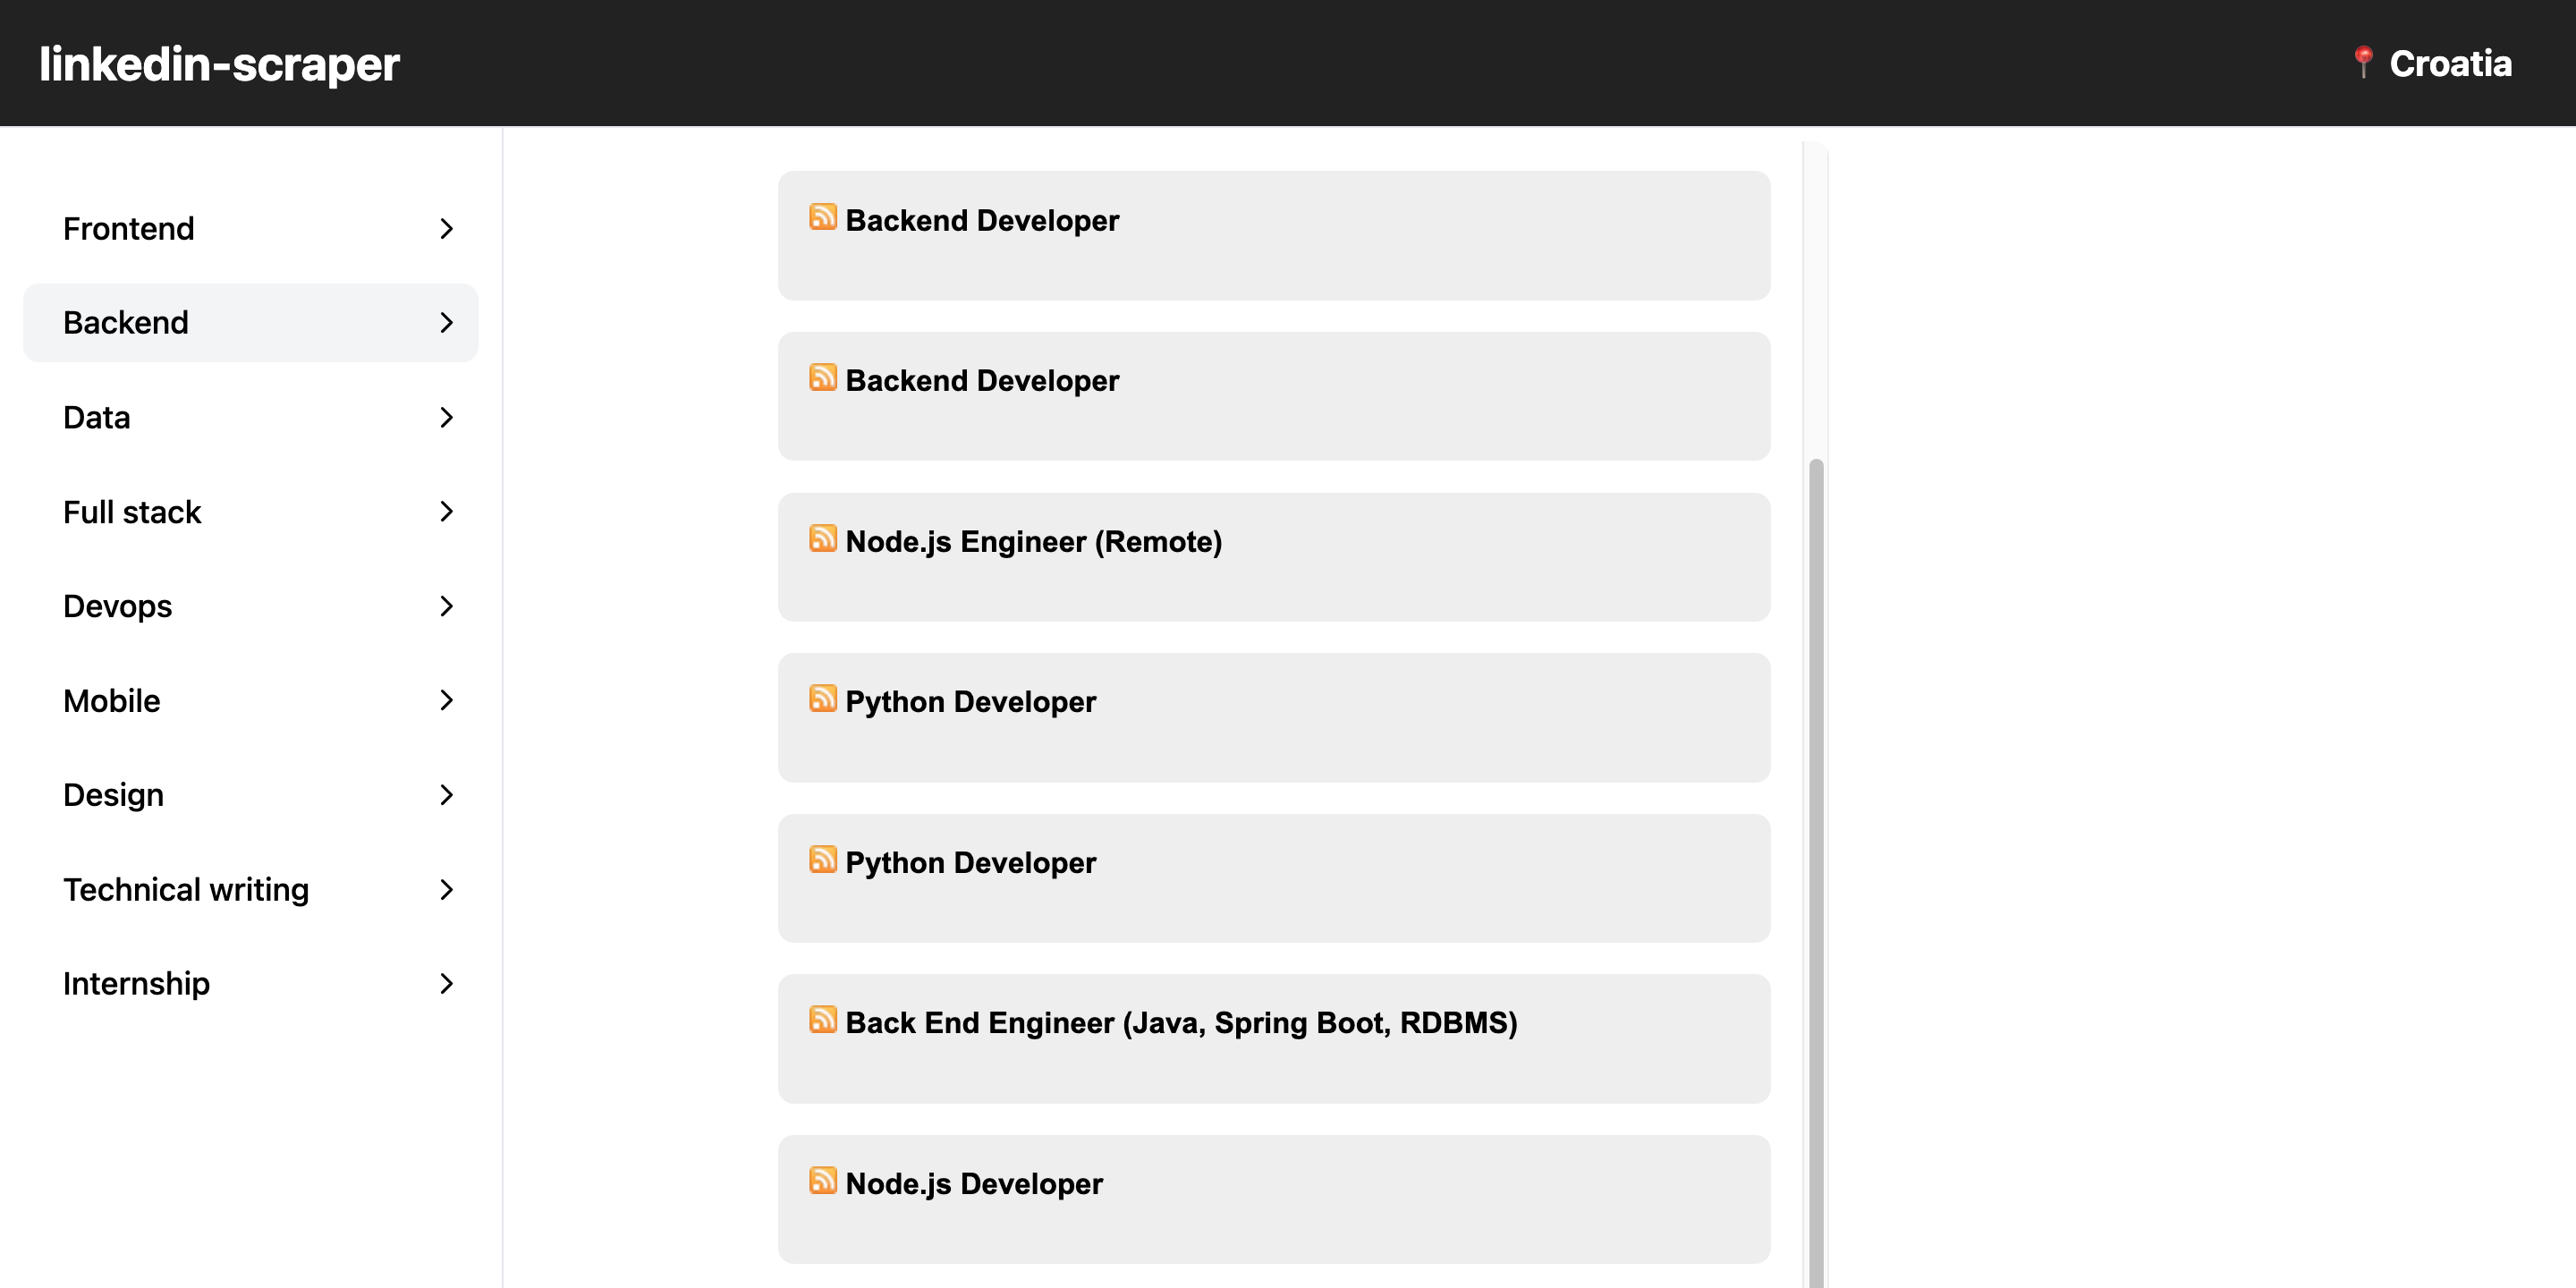 linkedin-scraper
Croatia
Frontend
Backend
Data
Full stack
Devops
Mobile
Design
Technical writing
Internship
Backend Developer
Backend Developer
Node.js Engineer (Remote)
Python Developer
Python Developer
Back End Engineer (Java, Spring Boot, RDBMS)
Node.js Developer